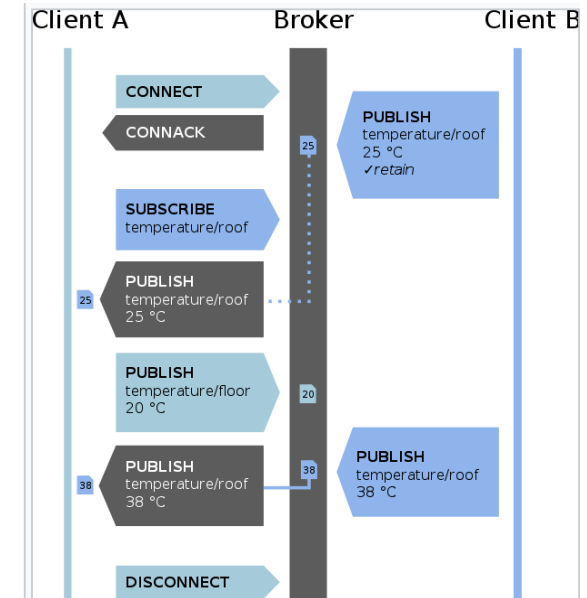 Client A
Broker
Client B
CONNECT
CONNACK
PUBLISH
temperature/roof
25 °C
✓retain
25
SUBSCRIBE
temperature/roof
PUBLISH
temperature/roof
25 °C
25
PUBLISH
temperature/floor
20 °C
20
PUBLISH
temperature/roof
38 °C
38
38
PUBLISH
temperature/roof
38 °C
DISCONNECT